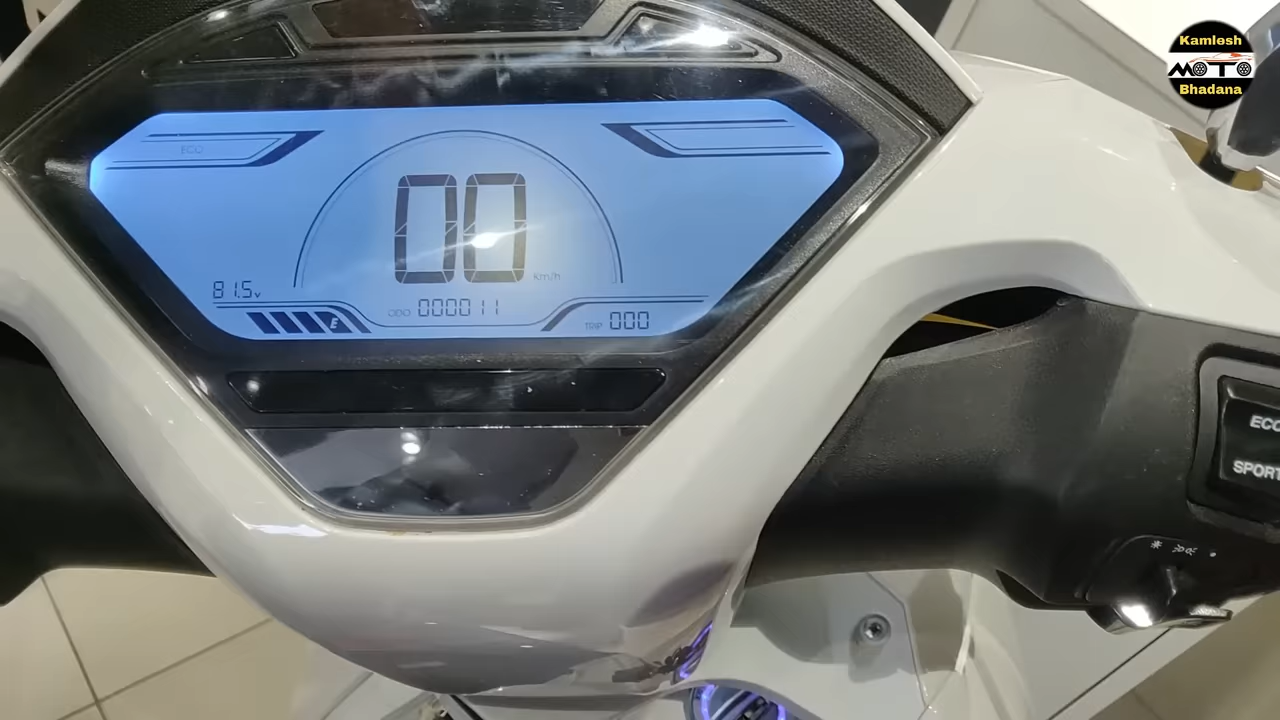 Kamlesh
MOTO
Bhadana
ECO
00
Km/h
81.5v
ODO 000011
E
TRIP 000
ECO
SPORT